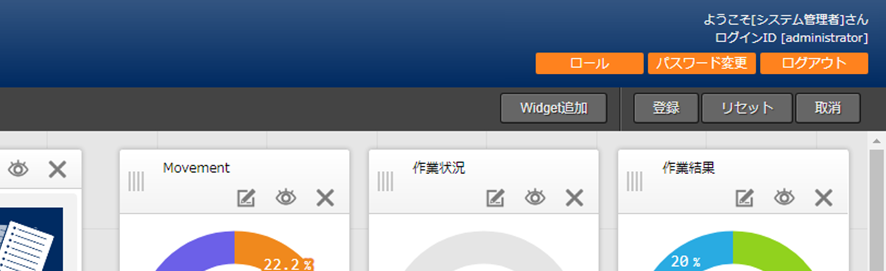 ようこそ[システム管理者]さん
ログインID [administrator]
ロール パスワード変更 ログアウト
Widget追加 登録 リセット 取消
Movement 作業状況 作業結果
22.2 % 20 %